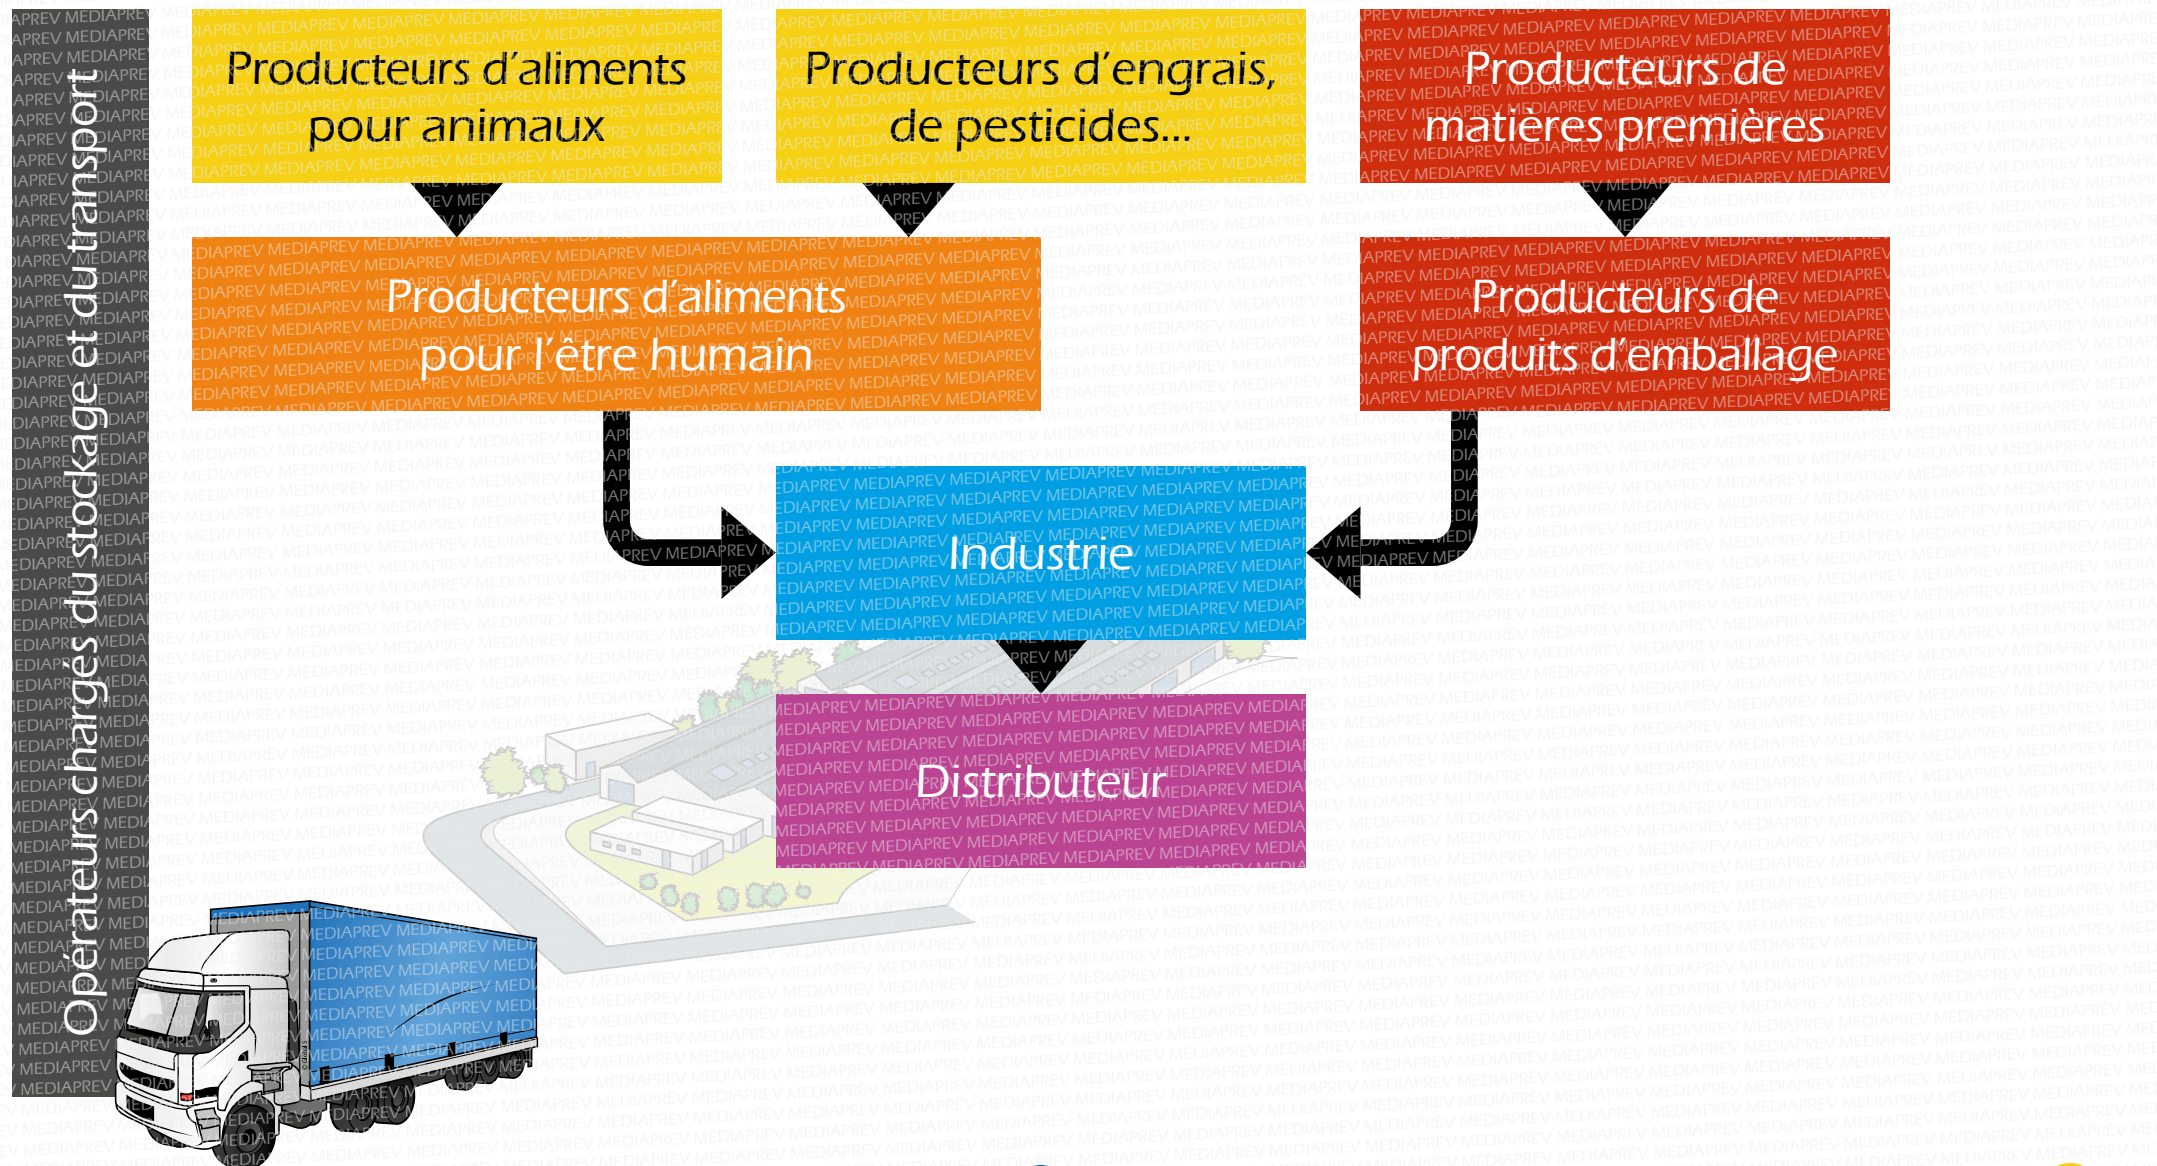 Opérateurs chargés du stockage et du transport
Producteurs d’aliments
pour animaux
Producteurs d’engrais,
de pesticides...
Producteurs de
matières premières
Producteurs d’aliments
pour l’être humain
Producteurs de
produits d’emballage
Industrie
Distributeur
MEDIAPREV